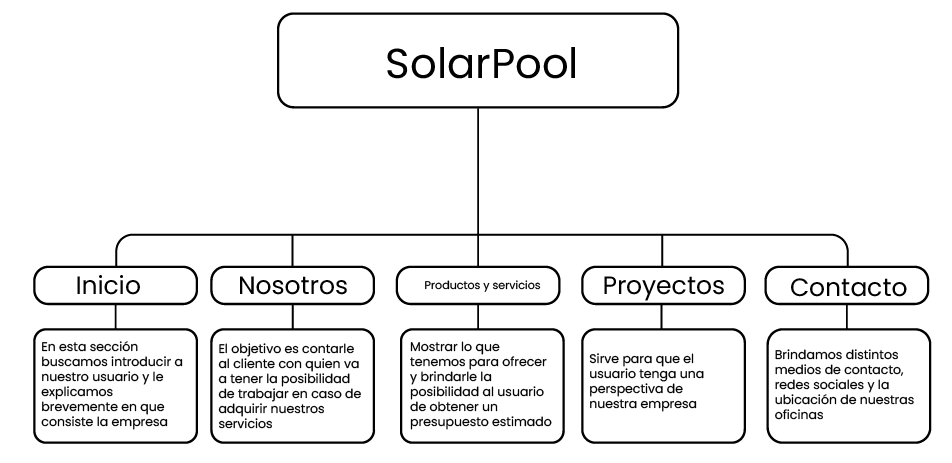 SolarPool
Inicio
Nosotros
Productos y servicios
Proyectos
Contacto
En esta sección
buscamos introducir a
nuestro usuario y le
explicamos
brevemente en que
consiste la empresa
El objetivo es contarle
al cliente con quien va
a tener la posibilidad
de trabajar en caso de
adquirir nuestros
servicios
Mostrar lo que
tenemos para ofrecer
y brindarle la
posibilidad al usuario
de obtener un
presupuesto estimado
Sirve para que el
usuario tenga una
perspectiva de
nuestra empresa
Brindamos distintos
medios de contacto,
redes sociales y la
ubicación de nuestras
oficinas